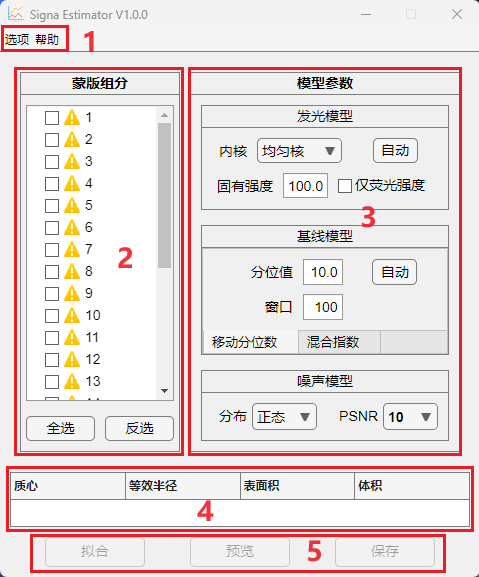 Signa Estimator V1.0.0
选项 帮助
1
蒙版组分
1
2
3
4
5
6
7
8
9
10
11
12
13
2
全选 反选
模型参数
发光模型
内核 均匀核 自动
固有强度 100.0 仅荧光强度
3
基线模型
分位值 10.0 自动
窗口 100
移动分位数 混合指数
噪声模型
分布 正态 PSNR 10
质心 等效半径 表面积 体积
4
拟合 预览 5 保存